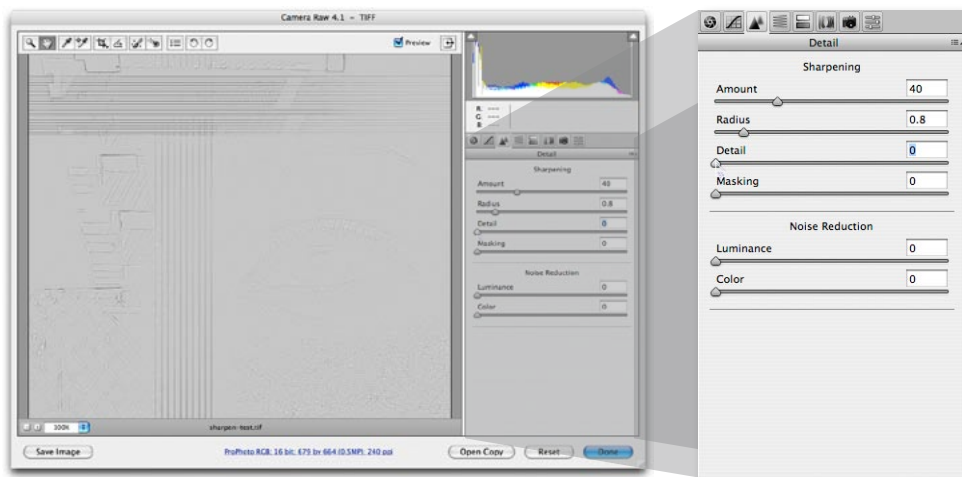 Camera Raw 4.1 – TIFF
Preview
R: ---
G: ---
B: ---
Detail
Sharpening
Amount 40
Radius 0.8
Detail 0
Masking 0
Noise Reduction
Luminance 0
Color 0
100%
sharpen-test.tif
Save Image
ProPhoto RGB; 16 bit; 679 by 664 (0.5MP); 240 ppi
Open Copy
Reset
Done
Detail
Sharpening
Amount 40
Radius 0.8
Detail 0
Masking 0
Noise Reduction
Luminance 0
Color 0